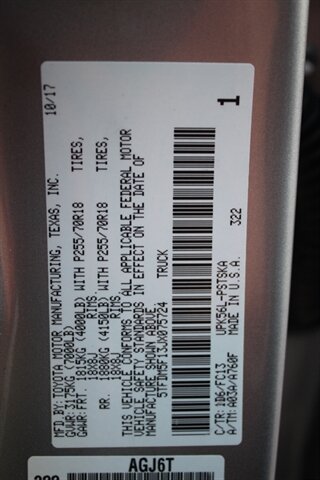 MFD.BY: TOYOTA MOTOR MANUFACTURING, TEXAS, INC. 10/17
GVWR: 3175KG (7000LB)
GAWR: FRT. 1815KG (4000LB) WITH P255/70R18 TIRES,
18X8J RIMS,
RR. 1880KG (4150LB) WITH P255/70R18 TIRES,
18X8J RIMS,
THIS VEHICLE CONFORMS TO ALL APPLICABLE FEDERAL MOTOR
VEHICLE SAFETY STANDARDS IN EFFECT ON THE DATE OF
MANUFACTURE SHOWN ABOVE.
5TFDM5F1 TRUCK
322 1
C/TR: 1D6/FC13 UPK56L-PSTSKA
A/TM: A03A/A760F MADE IN U.S.A.
AGJ6T